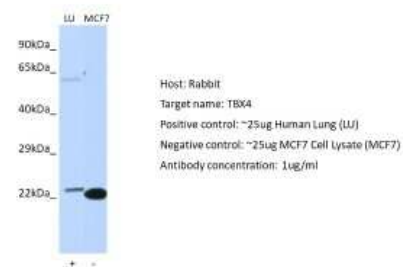 LU MCF7
90kDa_
65kDa_
40kDa_
29kDa_
22kDa_
+ -
Host: Rabbit
Target name: TBX4
Positive control: ~25ug Human Lung (LU)
Negative control: ~25ug MCF7 Cell Lysate (MCF7)
Antibody concentration: 1ug/ml